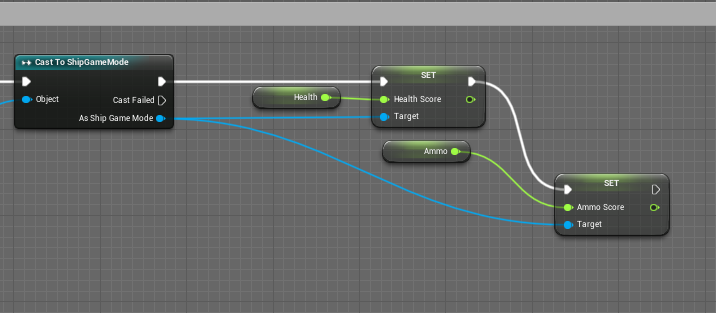 Cast To ShipGameMode
Object
Cast Failed
As Ship Game Mode
Health
SET
Health Score
Target
Ammo
SET
Ammo Score
Target